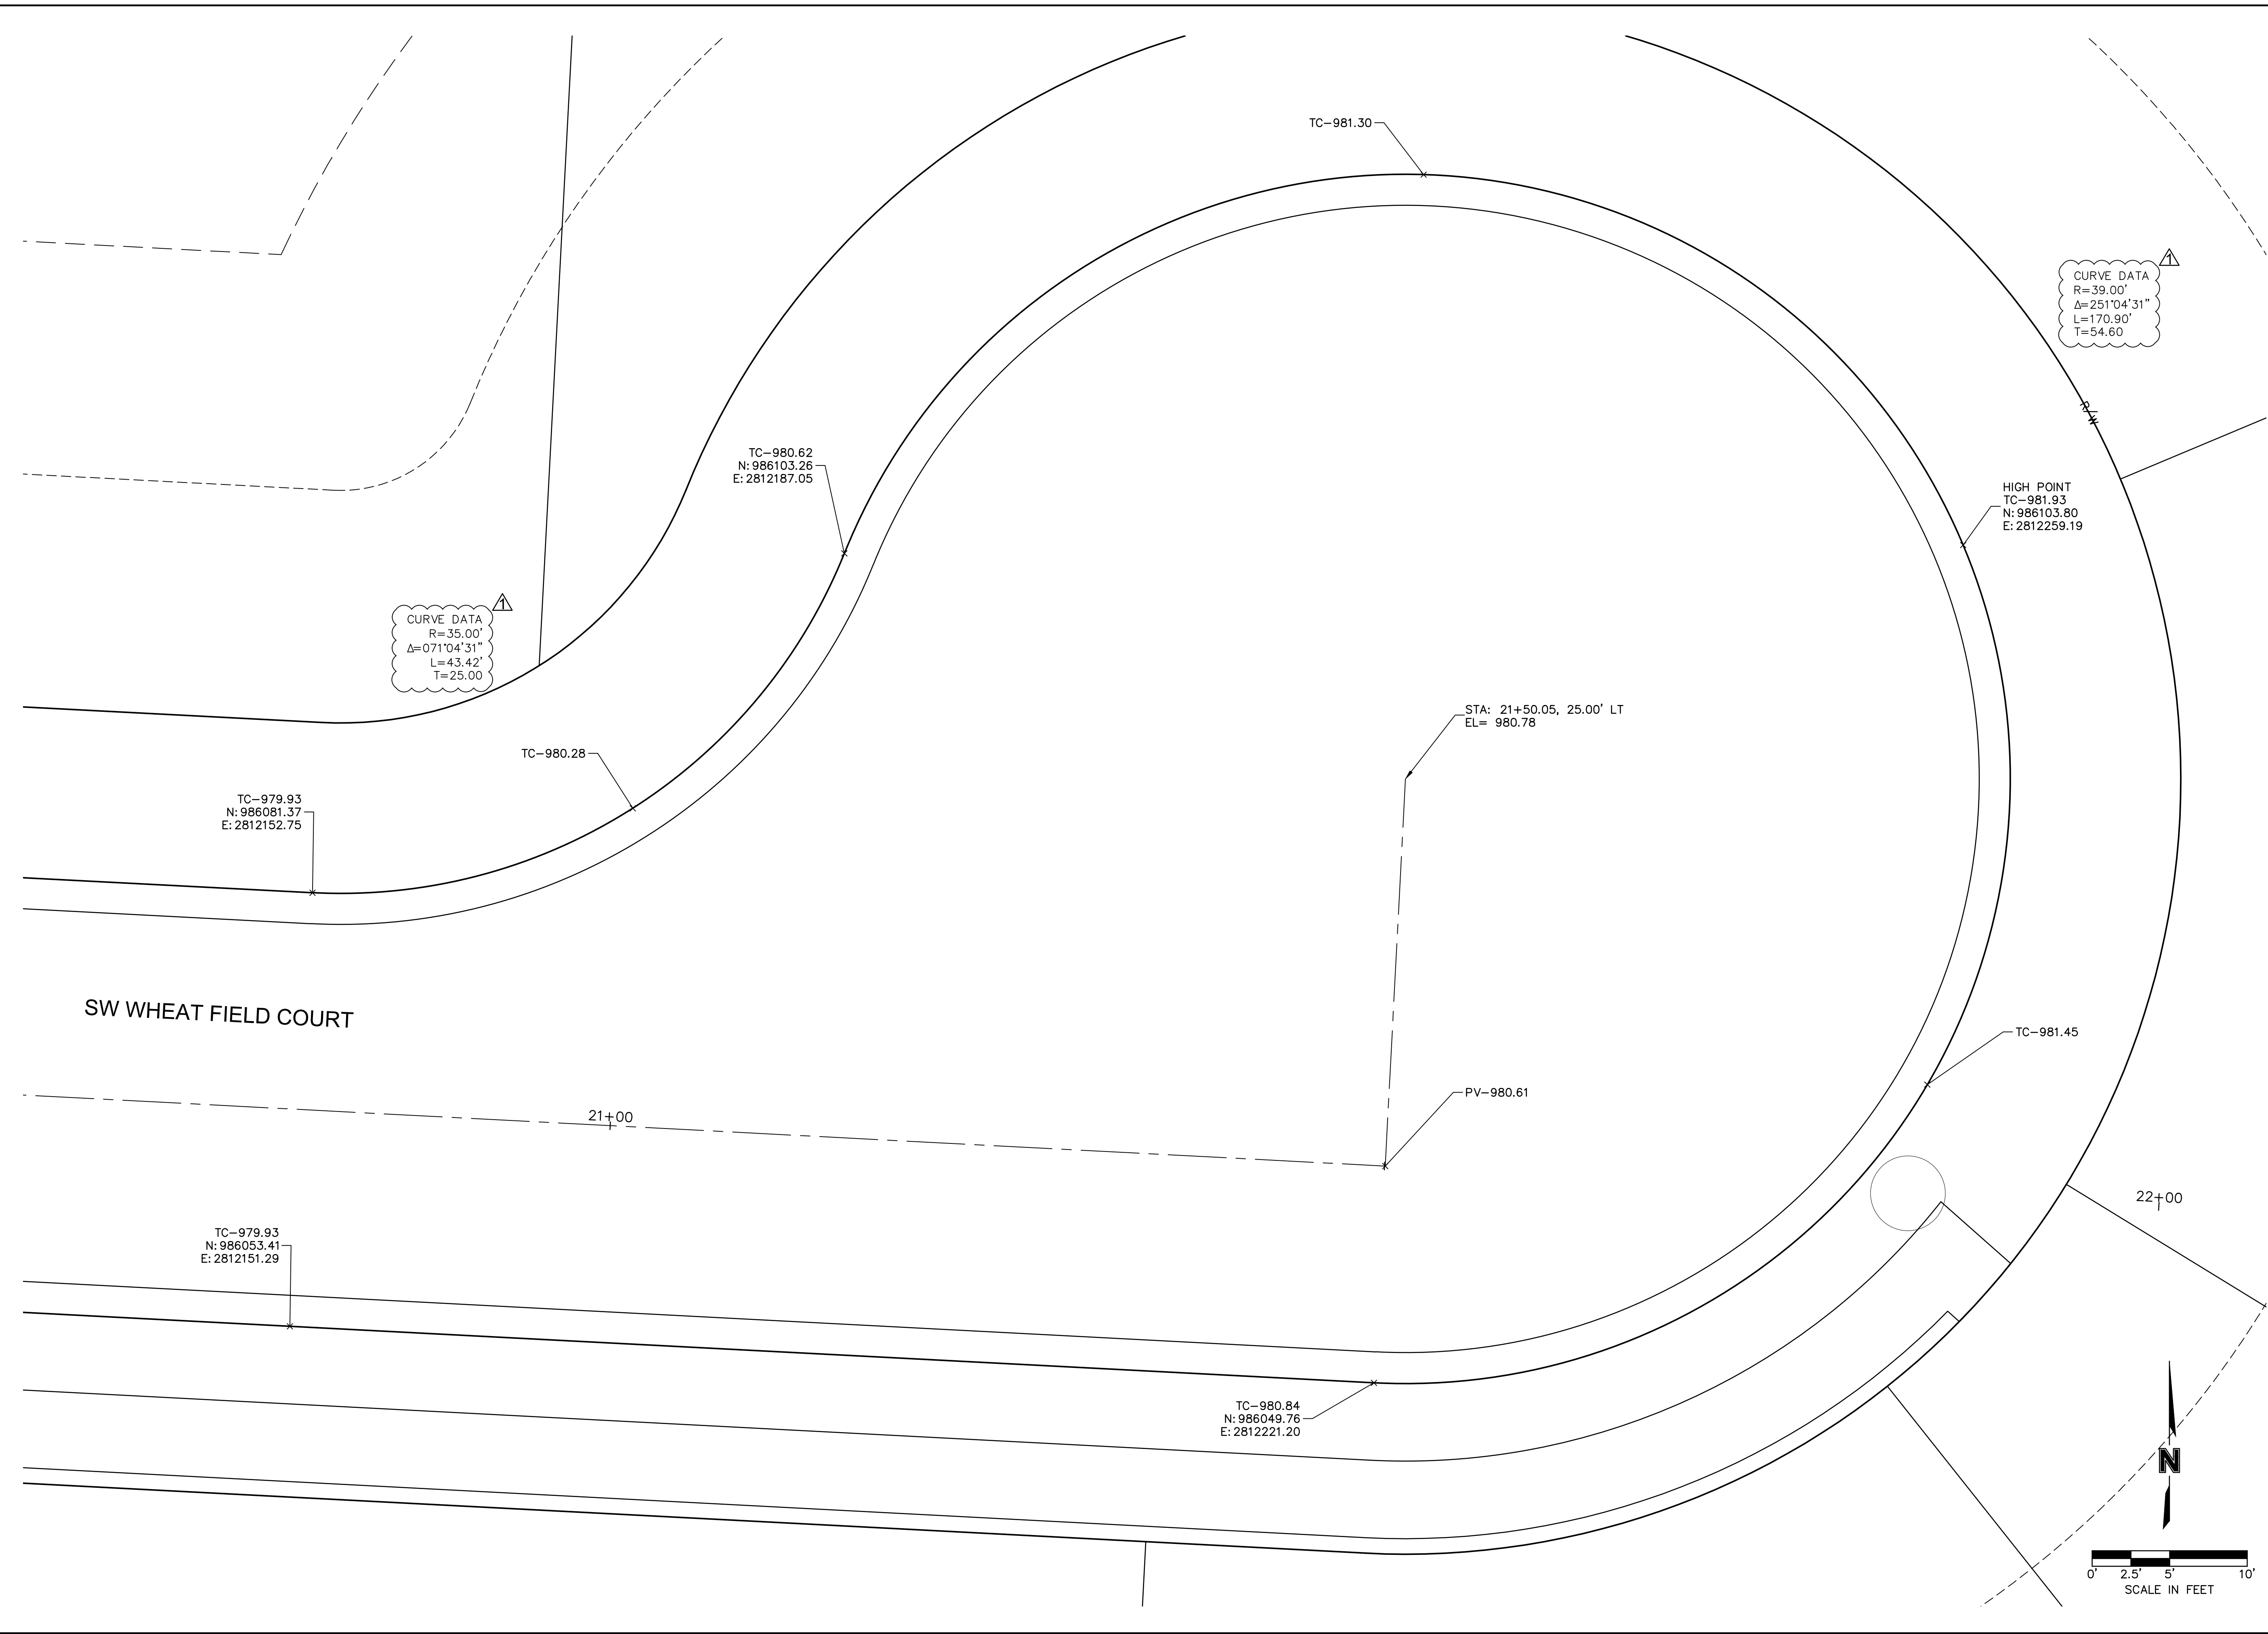 TC-981.30
1
CURVE DATA
R=39.00'
Δ=251°04'31"
L=170.90'
T=54.60
R/W
TC-980.62
N: 986103.26
E: 2812187.05
HIGH POINT
TC-981.93
N: 986103.80
E: 2812259.19
1
CURVE DATA
R=35.00'
Δ=071°04'31"
L=43.42'
T=25.00
STA: 21+50.05, 25.00' LT
EL= 980.78
TC-980.28
TC-979.93
N: 986081.37
E: 2812152.75
SW WHEAT FIELD COURT
TC-981.45
PV-980.61
21+00
22+00
TC-979.93
N: 986053.41
E: 2812151.29
TC-980.84
N: 986049.76
E: 2812221.20
N
0' 2.5' 5' 10'
SCALE IN FEET